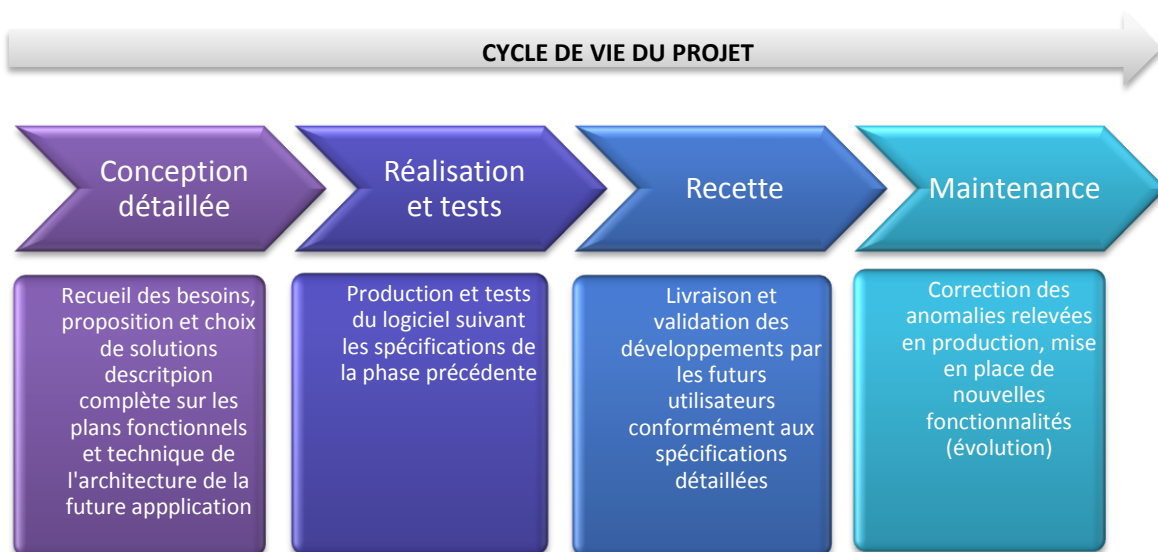 CYCLE DE VIE DU PROJET
Conception
détaillée
Réalisation
et tests
Recette
Maintenance
Recueil des besoins,
proposition et choix
de solutions
descritpion
complète sur les
plans fonctionnels
et technique de
l'architecture de la
future appplication
Production et tests
du logiciel suivant
les spécifications de
la phase précédente
Livraison et
validation des
développements par
les futurs
utilisateurs
conformément aux
spécifications
détaillées
Correction des
anomalies relevées
en production, mise
en place de
nouvelles
fonctionnalités
(évolution)